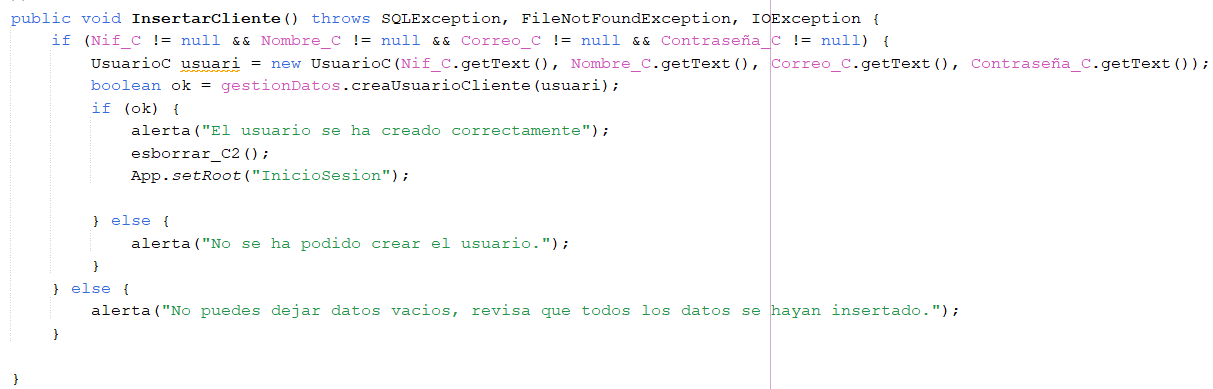 public void InsertarCliente() throws SQLException, FileNotFoundException, IOException {
if (Nif_C != null && Nombre_C != null && Correo_C != null && Contraseña_C != null) {
UsuarioC usuari = new UsuarioC(Nif_C.getText(), Nombre_C.getText(), Correo_C.getText(), Contraseña_C.getText());
boolean ok = gestionDatos.creaUsuarioCliente(usuari);
if (ok) {
alerta("El usuario se ha creado correctamente");
esborrar_C2();
App.setRoot("InicioSesion");
} else {
alerta("No se ha podido crear el usuario.");
}
} else {
alerta("No puedes dejar datos vacios, revisa que todos los datos se hayan insertado.");
}
}